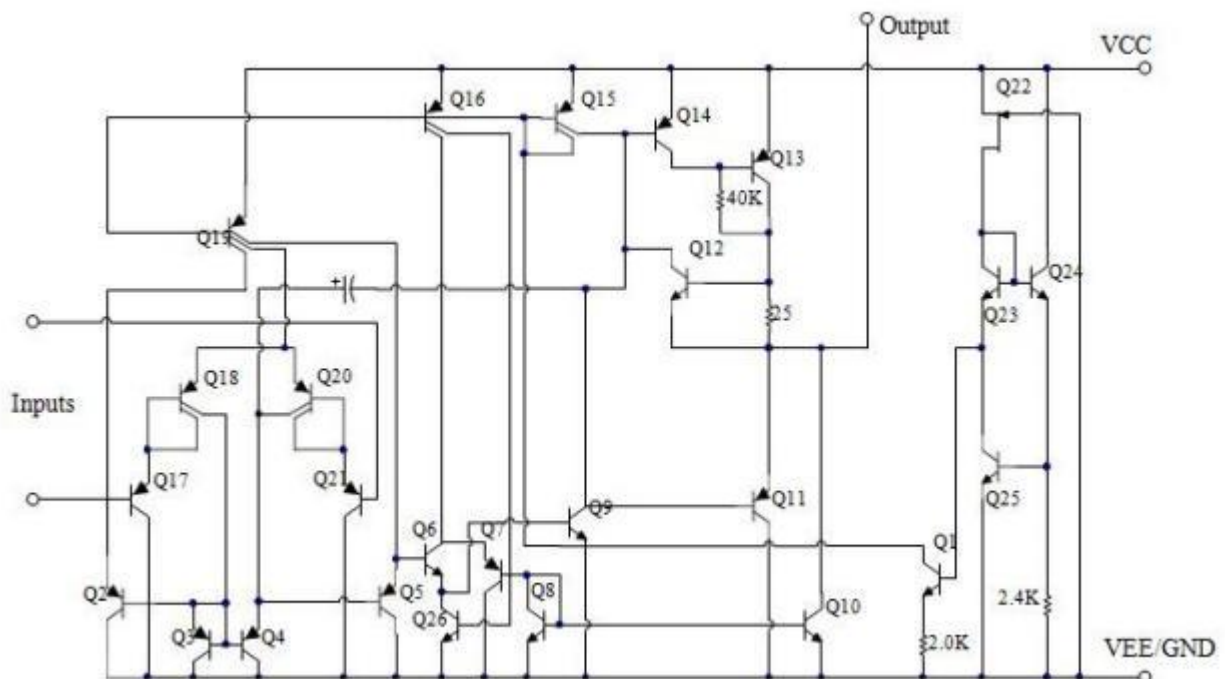 Output
VCC
Q22
Q16
Q15
Q14
Q13
40K
Q19
Q12
Q24
+
25
Q23
Q18
Q20
Inputs
Q17
Q21
Q25
Q9
Q11
Q6
Q7
Q1
Q2
Q5
Q8
Q10
2.4K
Q3
Q4
Q26
2.0K
VEE/GND